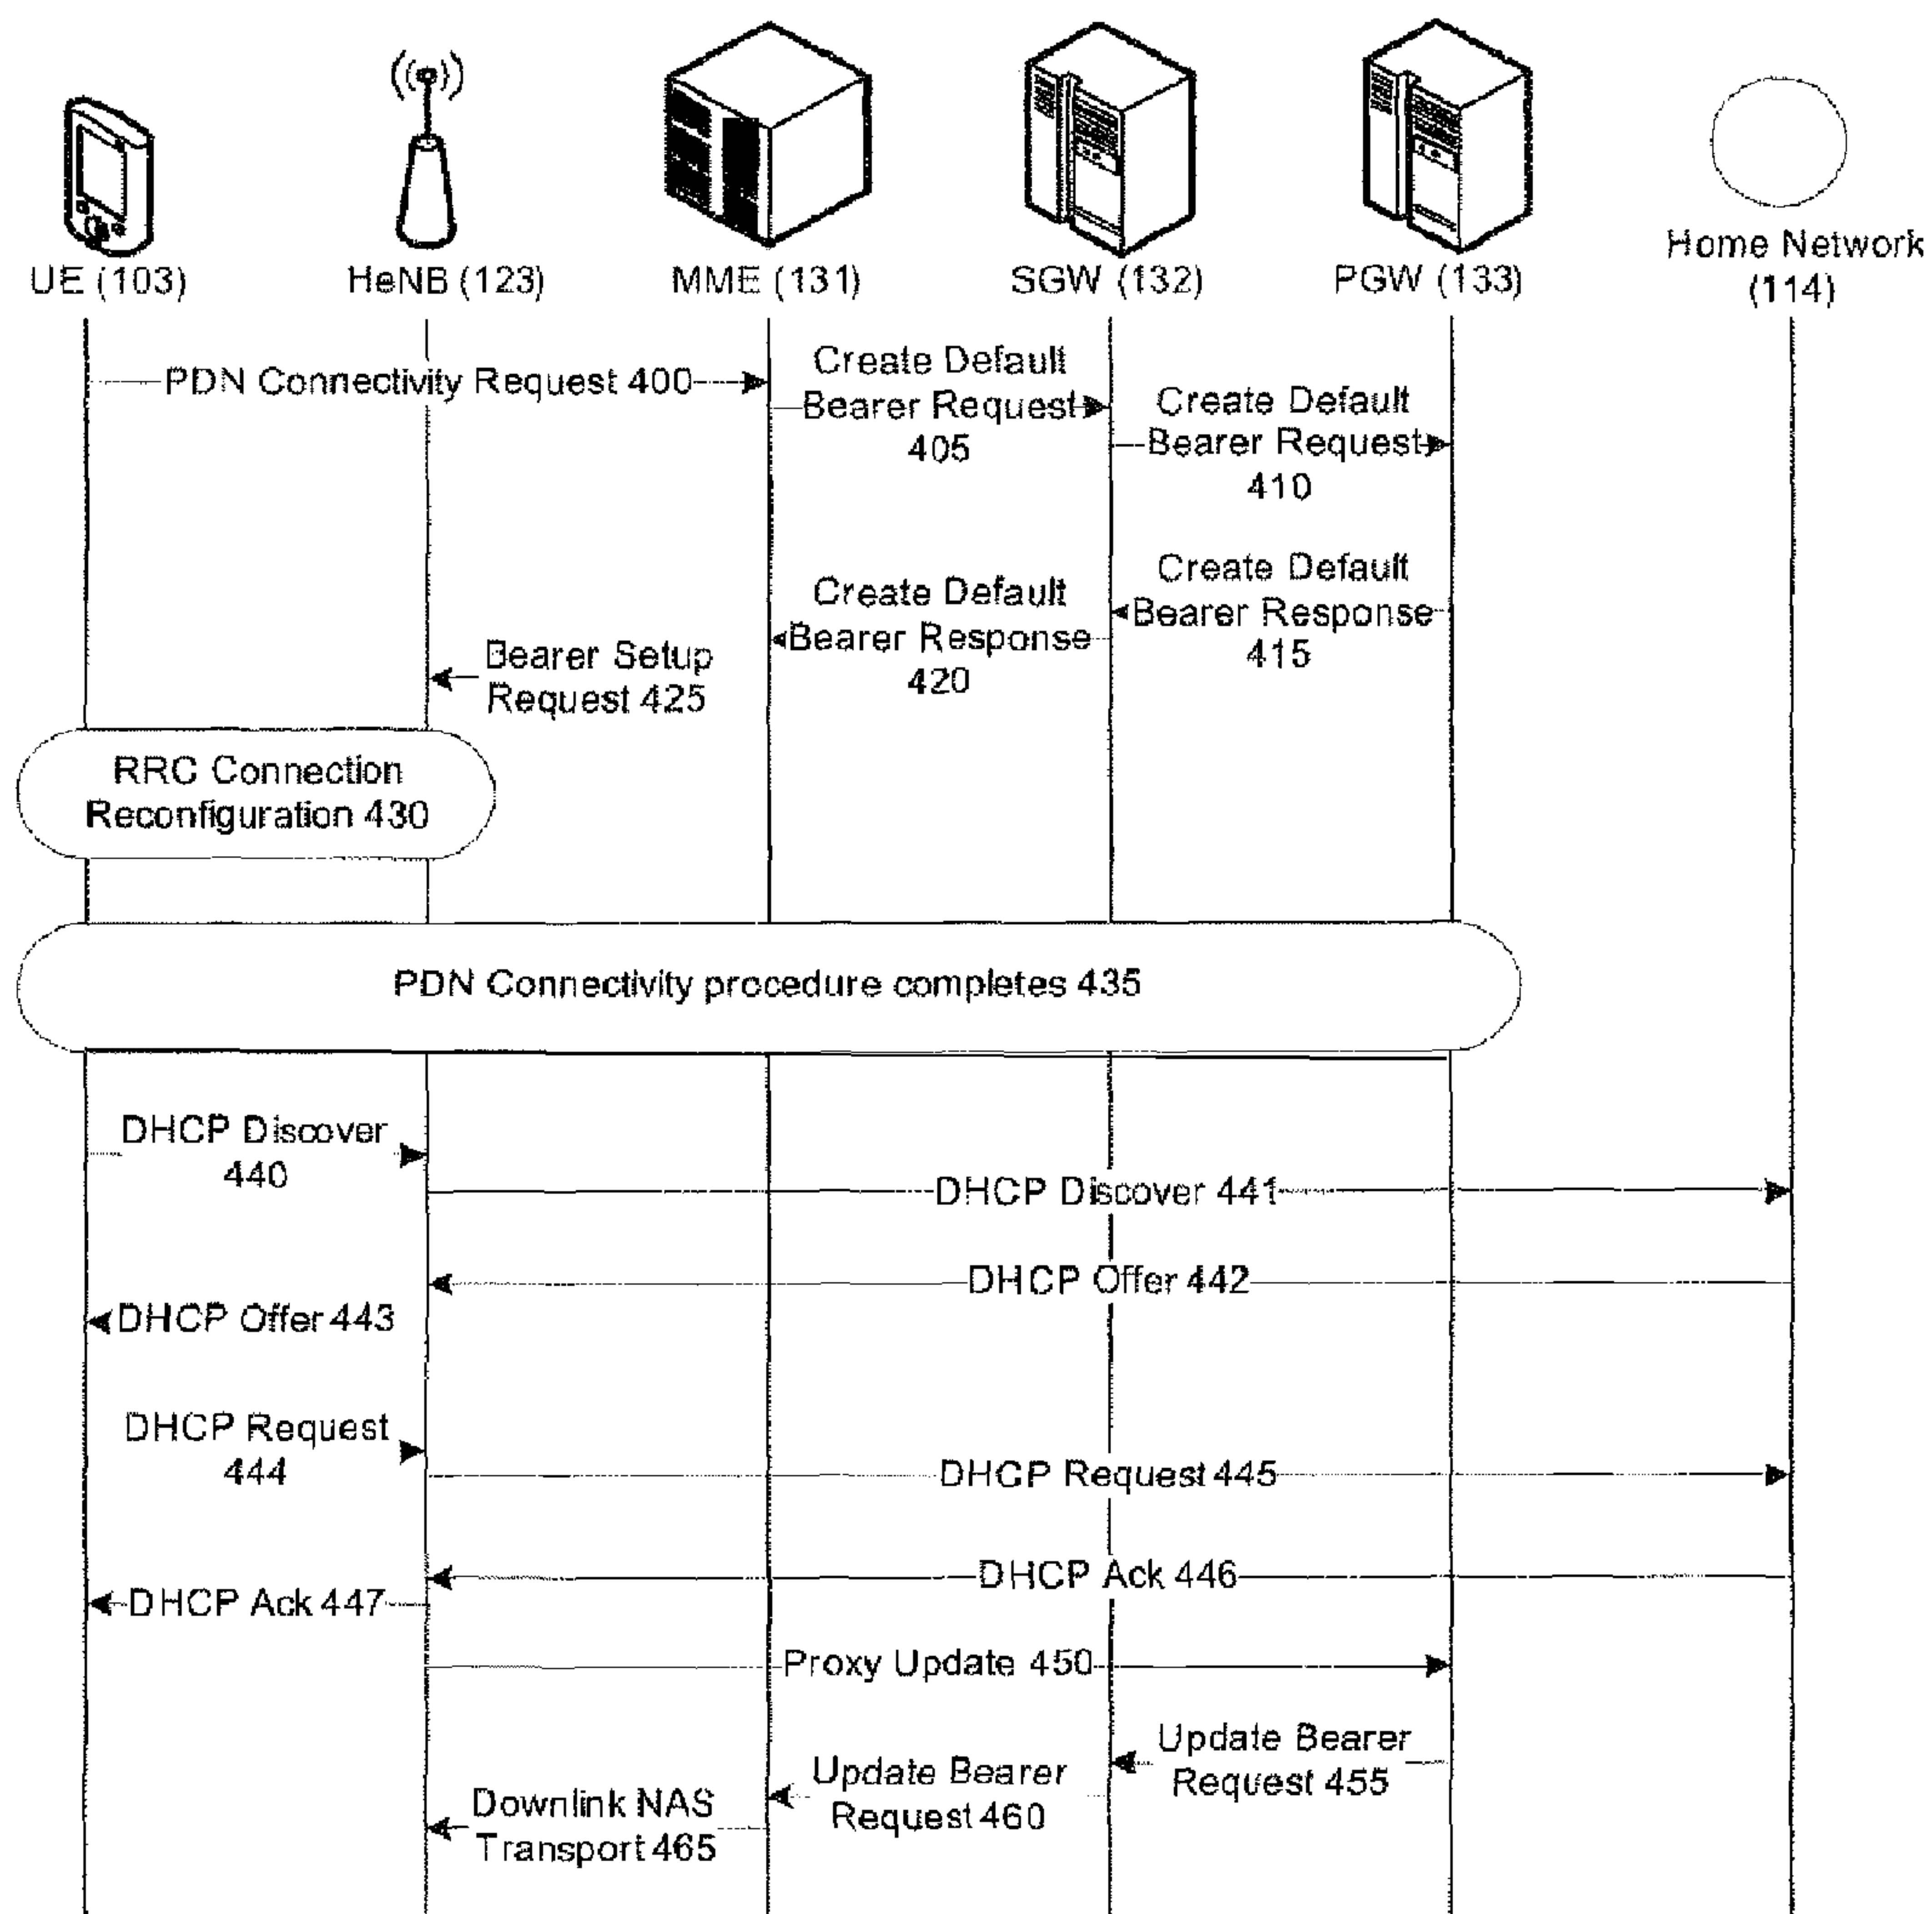 UE (103)
HeNB (123)
MME (131)
SGW (132)
PGW (133)
Home Network
(114)
PDN Connectivity Request 400
Create Default
Bearer Request
405
Create Default
Bearer Request
410
Create Default
Bearer Response
415
Create Default
Bearer Response
420
Bearer Setup
Request 425
RRC Connection
Reconfiguration 430
PDN Connectivity procedure completes 435
DHCP Discover
440
DHCP Discover 441
DHCP Offer 442
DHCP Offer 443
DHCP Request
444
DHCP Request 445
DHCP Ack 446
DHCP Ack 447
Proxy Update 450
Update Bearer
Request 455
Update Bearer
Request 460
Downlink NAS
Transport 465